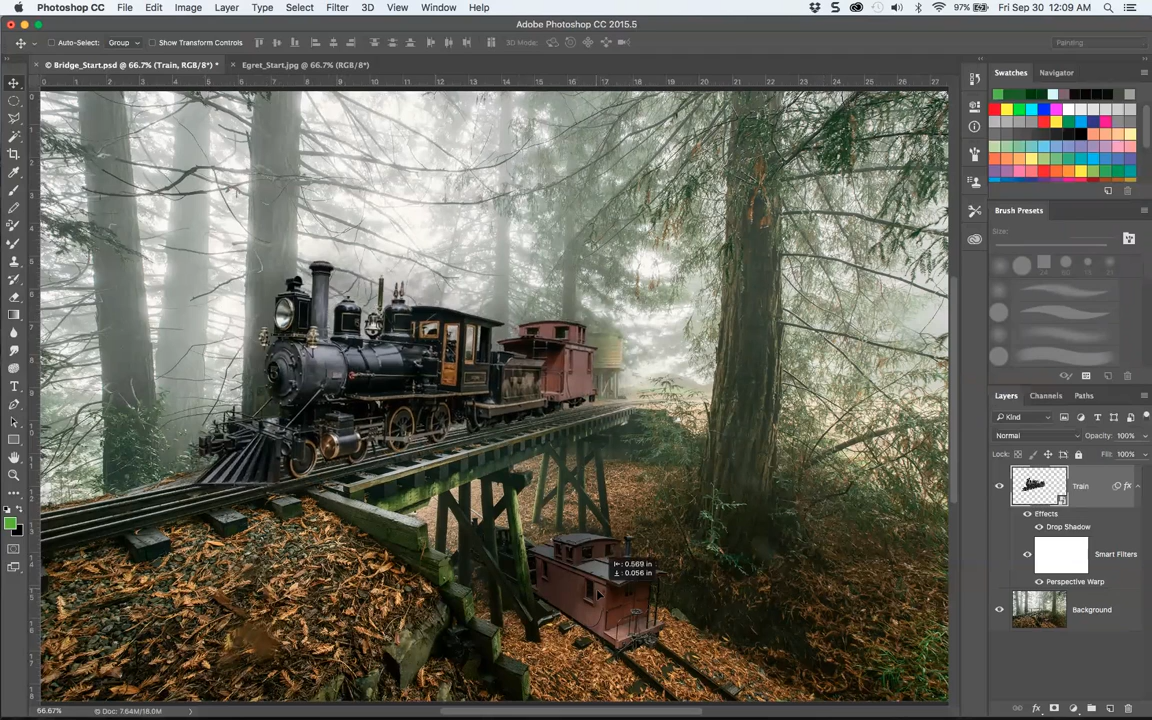 Photoshop CC File Edit Image Layer Type Select Filter 3D View Window Help 97% Fri Sep 30 12:09 AM
Adobe Photoshop CC 2015.5
Auto-Select: Group Show Transform Controls 3D Mode: Painting
× © Bridge_Start.psd @ 66.7% (Train, RGB/8*) * × Egret_Start.jpg @ 66.7% (RGB/8*)
Swatches Navigator
Brush Presets
Size:
Layers Channels Paths
Kind
Normal Opacity: 100%
Lock: Fill: 100%
Train fx
Effects
Drop Shadow
Smart Filters
Perspective Warp
Background
0.569 in
0.056 in
66.67% Doc: 7.64M/18.0M